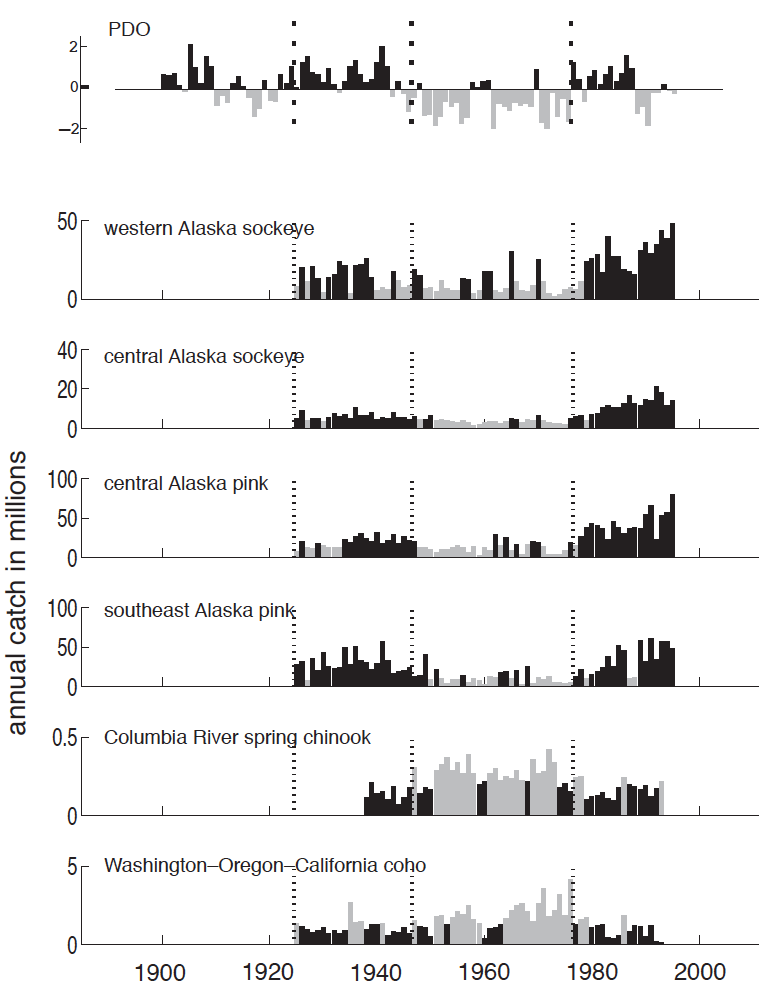 PDO
2
0
−2
50
western Alaska sockeye
0
40
central Alaska sockeye
20
0
100
central Alaska pink
50
0
100
southeast Alaska pink
50
0
0.5
Columbia River spring chinook
0
5
Washington–Oregon–California coho
0
annual catch in millions
1900 1920 1940 1960 1980 2000